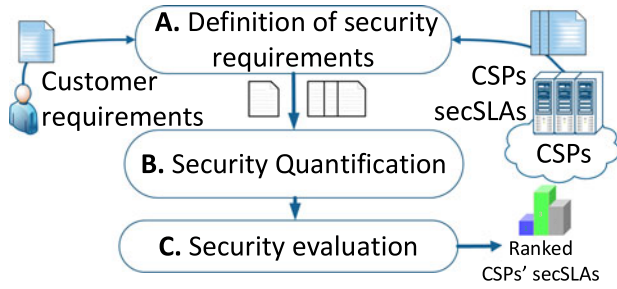 A. Definition of security
requirements
Customer
requirements
CSPs
secSLAs
CSPs
B. Security Quantification
C. Security evaluation
Ranked
CSPs’ secSLAs